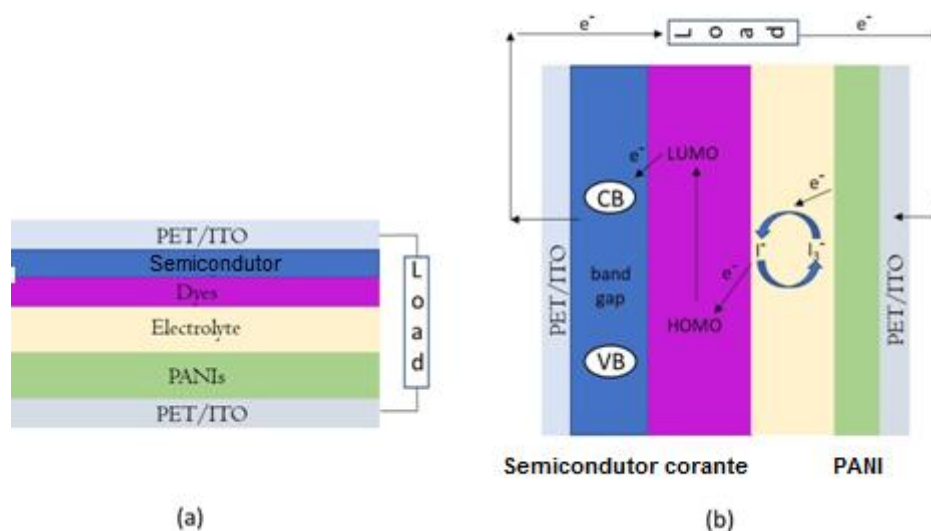 PET/ITO
Semicondutor
Dyes
Electrolyte
PANIs
PET/ITO
Load
(a)
e⁻
Load
e⁻
e⁻
LUMO
CB
e⁻
PET/ITO
band
gap
I⁻
I₃⁻
e⁻
HOMO
VB
PET/ITO
Semicondutor corante
PANI
(b)